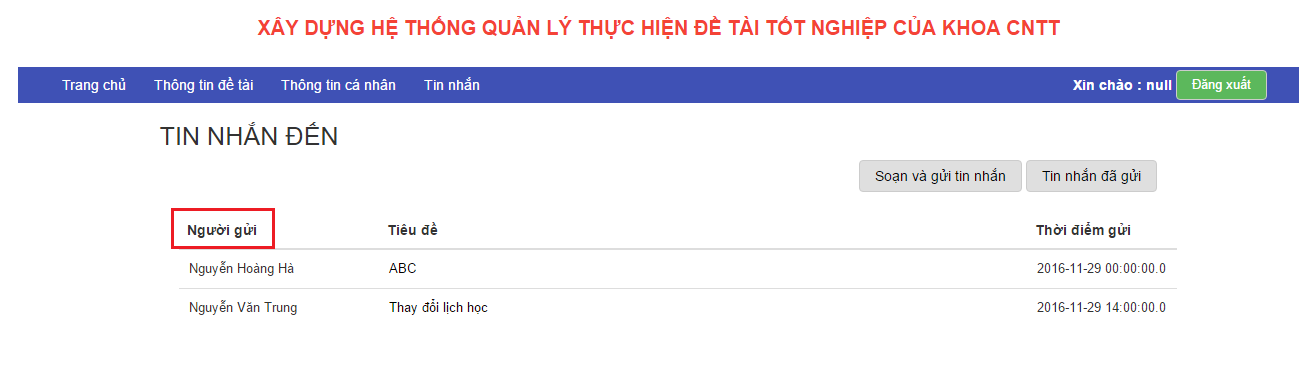 XÂY DỰNG HỆ THỐNG QUẢN LÝ THỰC HIỆN ĐỀ TÀI TỐT NGHIỆP CỦA KHOA CNTT
Trang chủ Thông tin đề tài Thông tin cá nhân Tin nhắn Xin chào : null Đăng xuất
TIN NHẮN ĐẾN
Soạn và gửi tin nhắn Tin nhắn đã gửi
Người gửi Tiêu đề Thời điểm gửi
Nguyễn Hoàng Hà ABC 2016-11-29 00:00:00.0
Nguyễn Văn Trung Thay đổi lịch học 2016-11-29 14:00:00.0